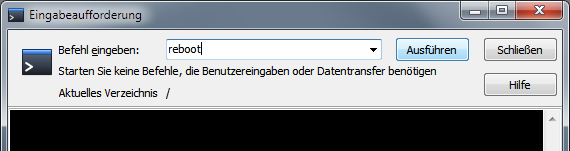 Eingabeaufforderung
Befehl eingeben: reboot Ausführen Schließen
Starten Sie keine Befehle, die Benutzereingaben oder Datentransfer benötigen
Aktuelles Verzeichnis / Hilfe